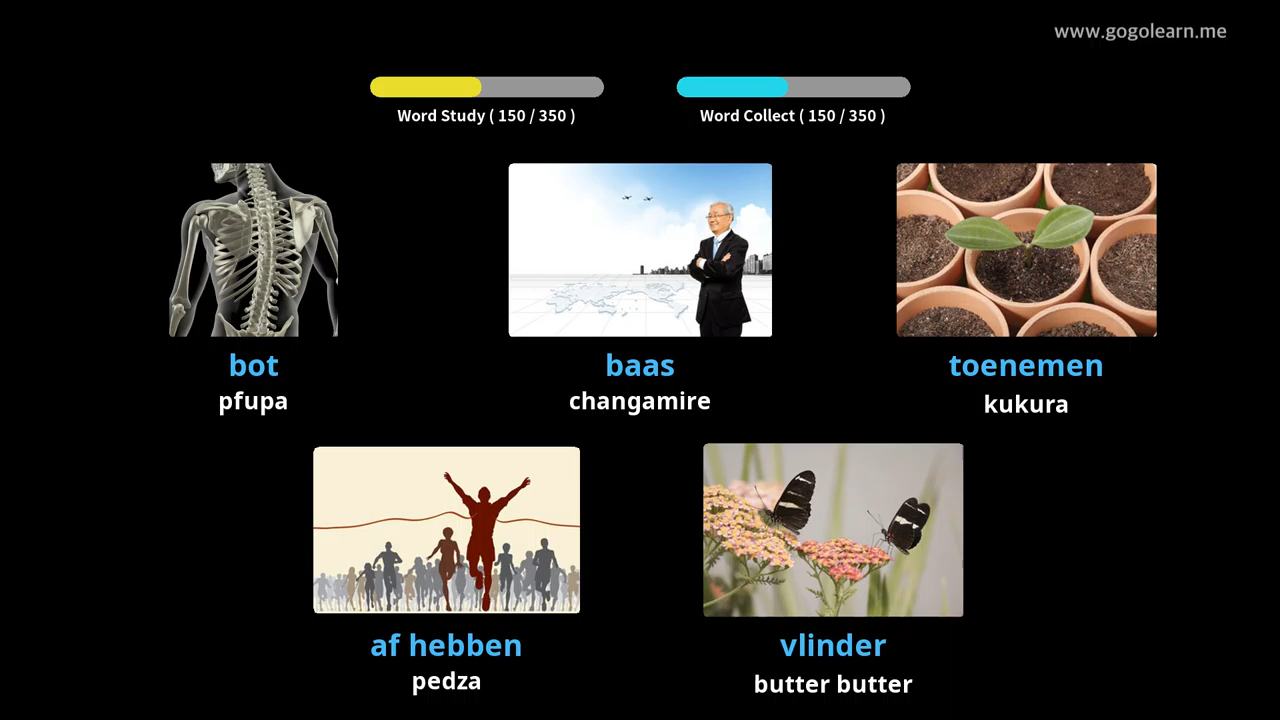 www.gogolearn.me
Word Study ( 150 / 350 )
Word Collect ( 150 / 350 )
bot
pfupa
baas
changamire
toenemen
kukura
af hebben
pedza
vlinder
butter butter